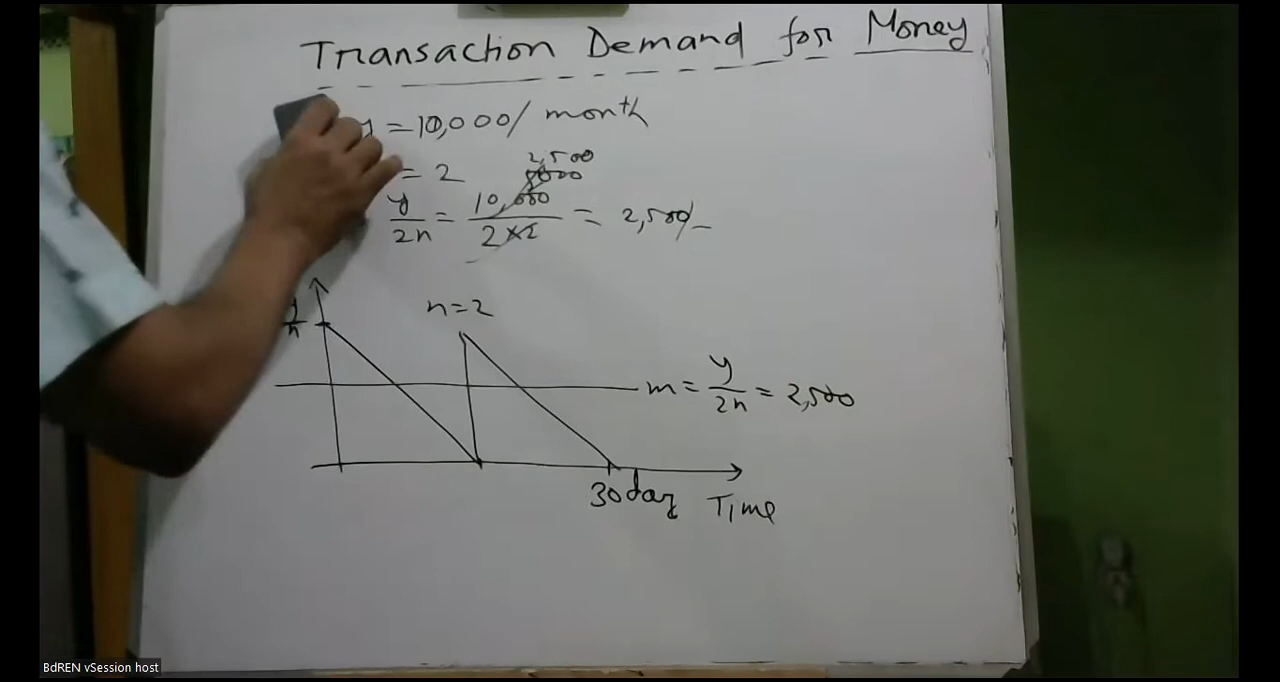 Transaction Demand for Money
y = 10,000/ month
= 2
2,500
5000
y/2n = 10,000/2×2 = 2,500/-
y/n
n=2
m = y/2n = 2,500
30 day Time
BdREN vSession host